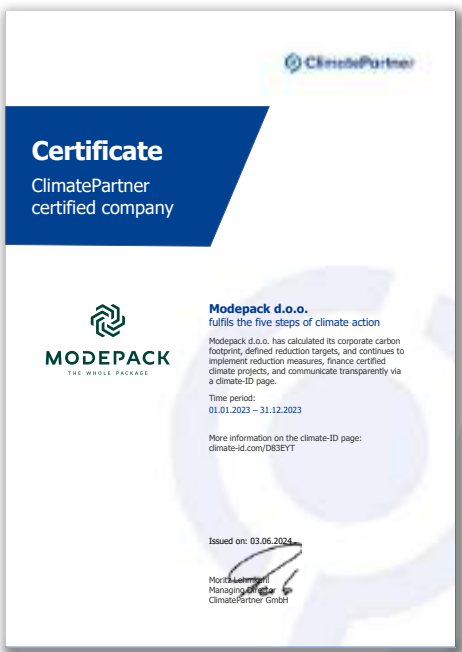 ClimatePartner
Certificate
ClimatePartner
certified company
MODEPACK
THE WHOLE PACKAGE
Modepack d.o.o.
fulfils the five steps of climate action
Modepack d.o.o. has calculated its corporate carbon
footprint, defined reduction targets, and continues to
implement reduction measures, finance certified
climate projects, and communicate transparently via
a climate-ID page.
Time period:
01.01.2023 – 31.12.2023
More information on the climate-ID page:
climate-id.com/D83EYT
Issued on: 03.06.2024
Moritz Lehmkuhl
Managing Director
ClimatePartner GmbH